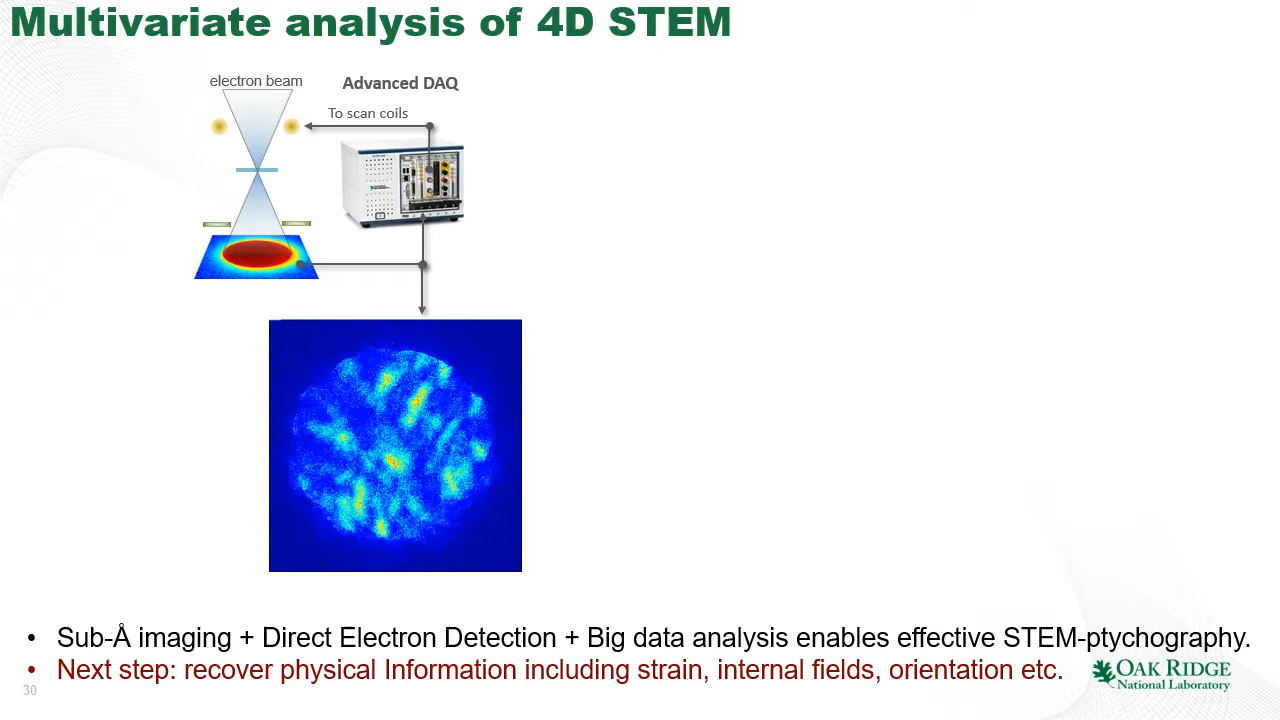 Multivariate analysis of 4D STEM
electron beam
Advanced DAQ
To scan coils
• Sub-Å imaging + Direct Electron Detection + Big data analysis enables effective STEM-ptychography.
• Next step: recover physical Information including strain, internal fields, orientation etc.
OAK RIDGE
National Laboratory
30